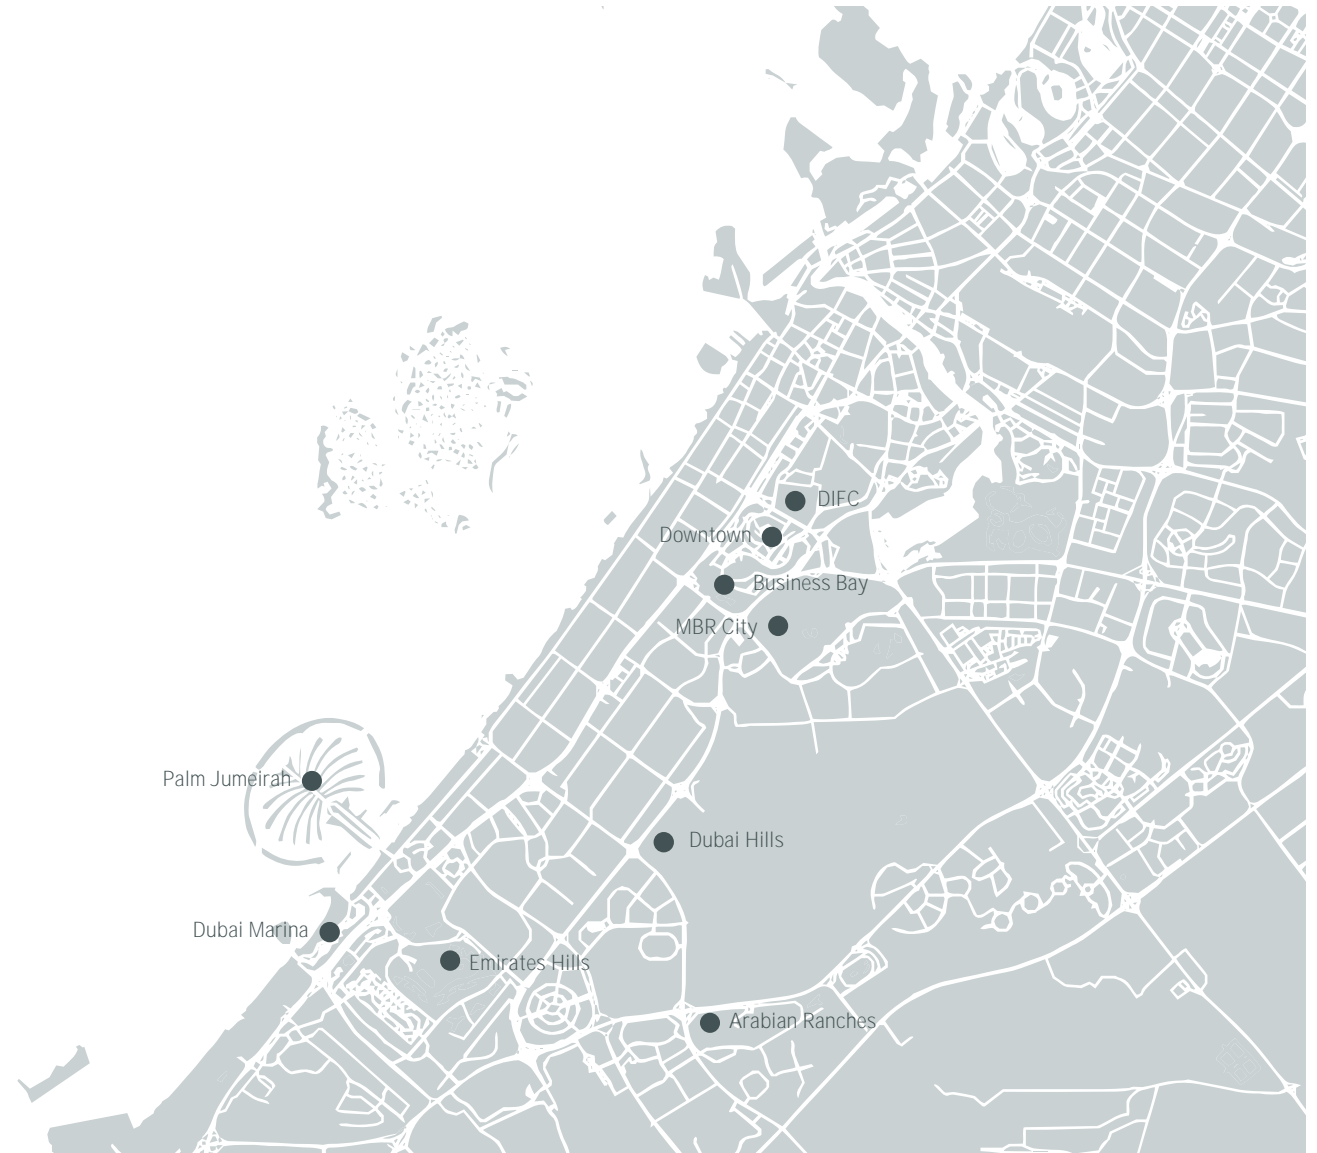 DIFC
Downtown
Business Bay
MBR City
Palm Jumeirah
Dubai Hills
Dubai Marina
Emirates Hills
Arabian Ranches